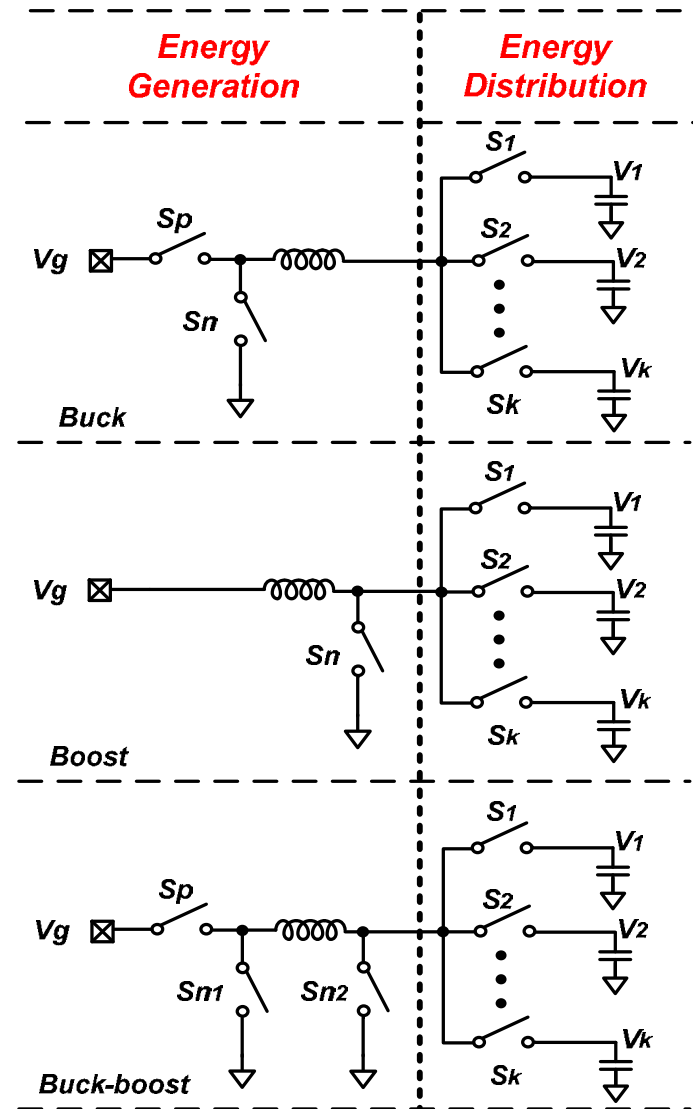 Energy Generation
Energy Distribution
S1
V1
Sp
Vg
S2
V2
Sn
Vk
Sk
Buck
S1
V1
Vg
S2
V2
Sn
Vk
Sk
Boost
S1
V1
Sp
Vg
S2
V2
Sn1
Sn2
Vk
Sk
Buck-boost